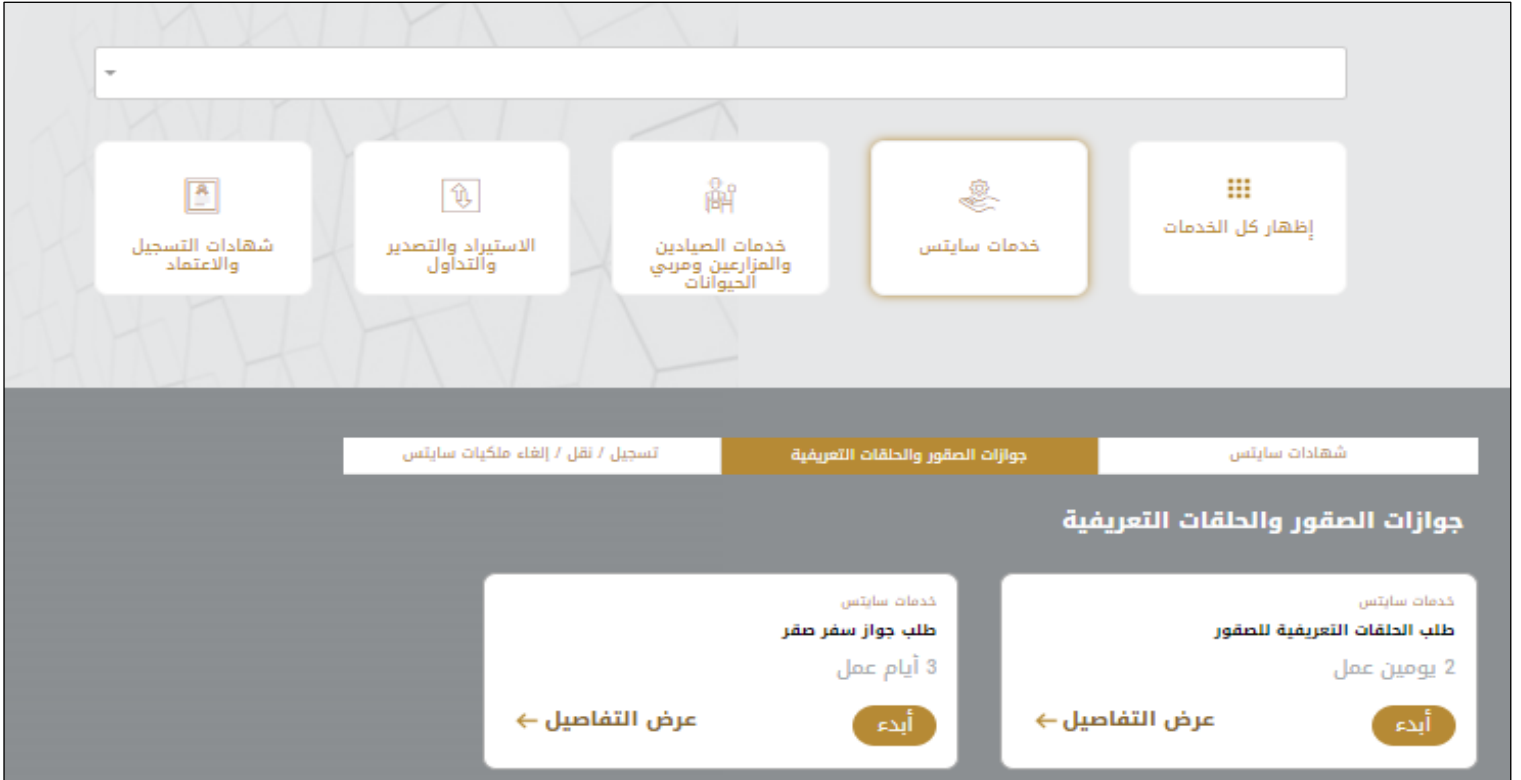 إظهار كل الخدمات
خدمات سايتس
خدمات الصيادين
والمزارعين ومربي
الحيوانات
الاستيراد والتصدير
والتداول
شهادات التسجيل
والاعتماد
شهادات سايتس
جوازات الصقور والحلقات التعريفية
تسجيل / نقل / إلغاء ملكيات سايتس
جوازات الصقور والحلقات التعريفية
خدمات سايتس
طلب الحلقات التعريفية للصقور
2 يومين عمل
أبدء
عرض التفاصيل ←
خدمات سايتس
طلب جواز سفر صقر
3 أيام عمل
أبدء
عرض التفاصيل ←